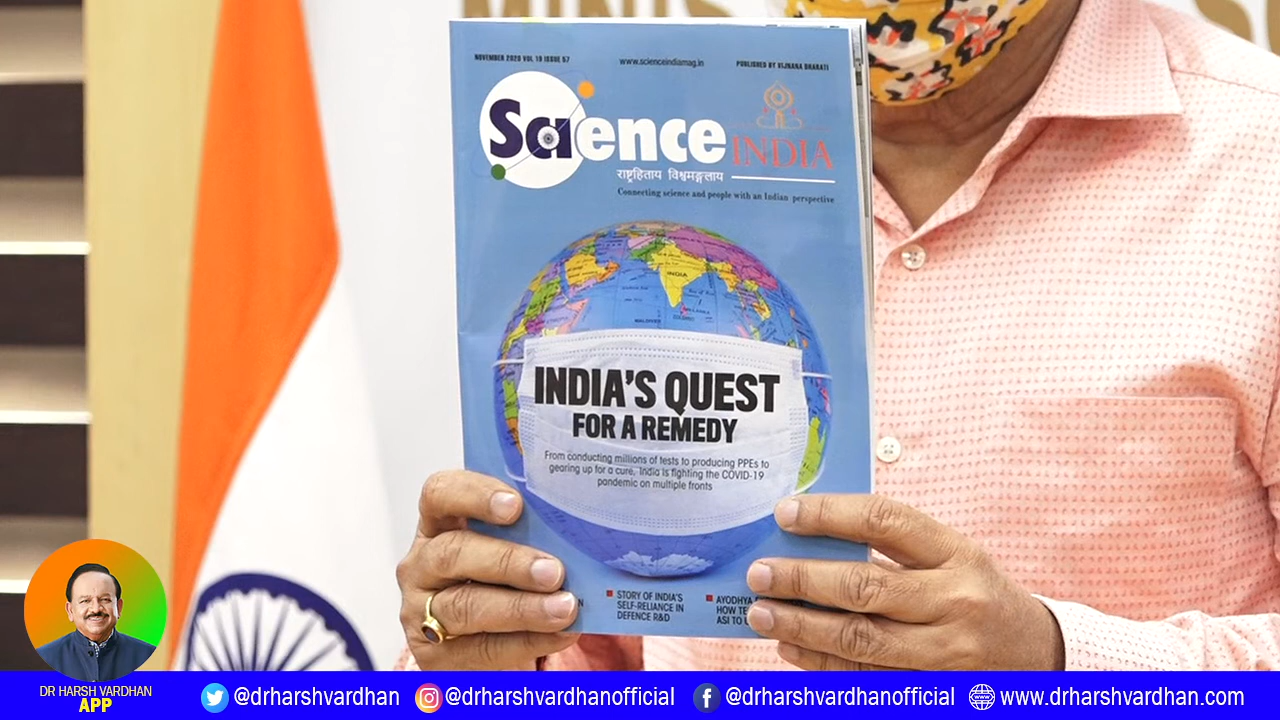 NOVEMBER 2020 VOL 19 ISSUE 57
www.scienceindiamag.in
PUBLISHED BY VIJNANA BHARATI
Science INDIA
राष्ट्रहिताय विश्वमङ्गलाय
Connecting science and people with an Indian perspective
INDIA
INDIA'S QUEST
FOR A REMEDY
From conducting millions of tests to producing PPEs to
gearing up for a cure, India is fighting the COVID-19
pandemic on multiple fronts
STORY OF INDIA'S
SELF-RELIANCE IN
DEFENCE R&D
AYODHYA
HOW
ASI TO
DR HARSH VARDHAN
APP
@drharshvardhan
@drharshvardhanofficial
@drharshvardhanofficial
www.drharshvardhan.com